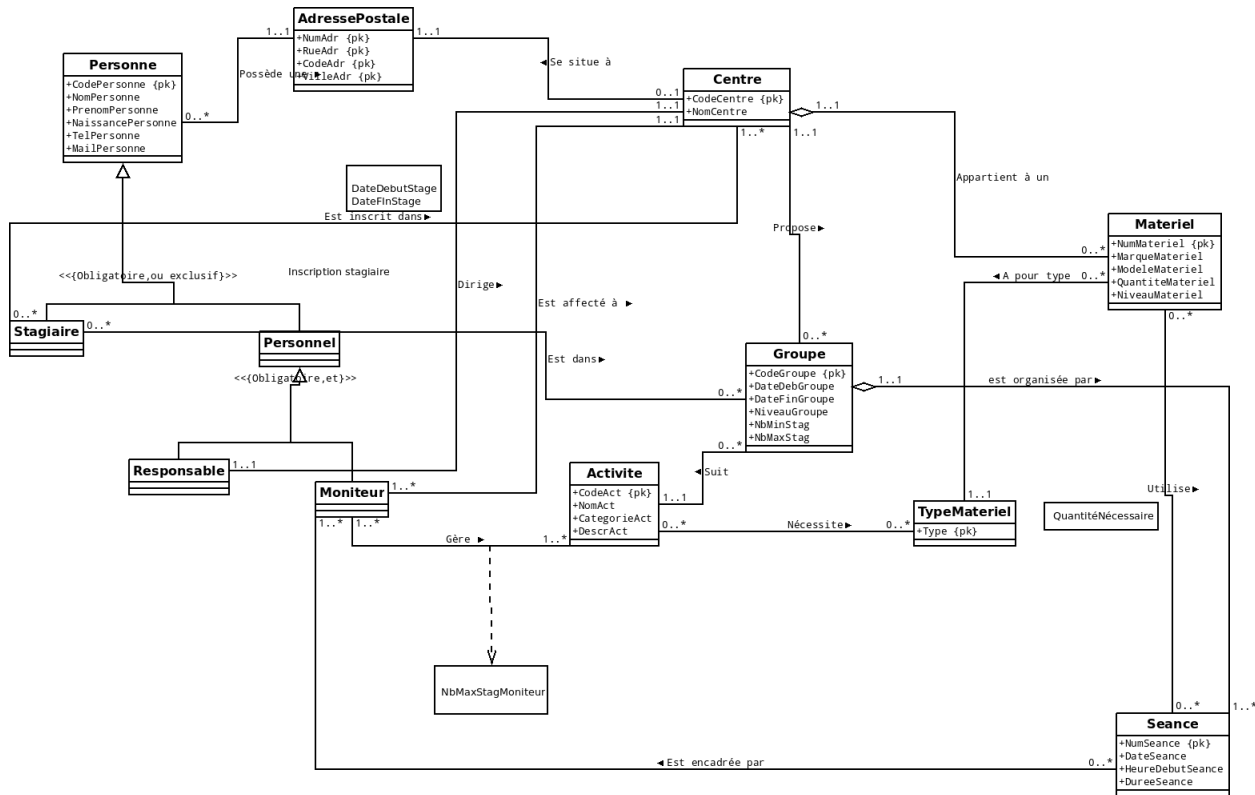 AdressePostale
+NumAdr {pk}
+RueAdr {pk}
+CodeAdr {pk}
+VilleAdr {pk}
1..1
1..1
Possède une ►
◄ Se situe à
Personne
+CodePersonne {pk}
+NomPersonne
+PrenomPersonne
+NaissancePersonne
+TelPersonne
+MailPersonne
0..*
Centre
+CodeCentre {pk}
+NomCentre
0..1
1..1
1..1
1..*
1..1
1..1
DateDebutStage
DateFInStage
Est inscrit dans►
Appartient à un
Propose►
Materiel
+NumMateriel {pk}
+MarqueMateriel
+ModeleMateriel
+QuantiteMateriel
+NiveauMateriel
0..*
0..*
0..*
◄ A pour type
<<{Obligatoire,ou exclusif}>>
Inscription stagiaire
Dirige►
Est affecté à ►
0..*
Stagiaire
0..*
Personnel
<<{Obligatoire,et}>>
Est dans►
0..*
Groupe
+CodeGroupe {pk}
+DateDebGroupe
+DateFinGroupe
+NiveauGroupe
+NbMinStag
+NbMaxStag
0..*
0..*
1..1
est organisée par►
Responsable
1..1
Moniteur
1..*
1..*
1..*
◄Suit
Activite
+CodeAct {pk}
+NomAct
+CategorieAct
+DescrAct
1..1
0..*
1..*
Gère ►
Nécessite►
0..*
TypeMateriel
+Type {pk}
1..1
Utilise►
QuantitéNécessaire
NbMaxStagMoniteur
0..*
1..*
Seance
+NumSeance {pk}
+DateSeance
+HeureDebutSeance
+DureeSeance
0..*
◄ Est encadrée par